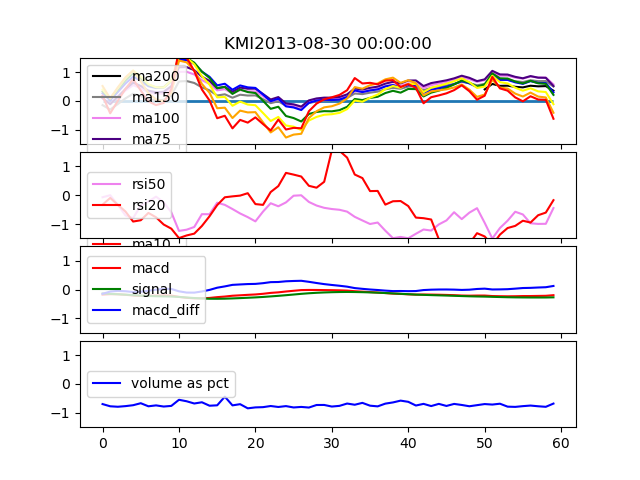 KMI2013-08-30 00:00:00
1
0
−1
ma200
ma150
ma100
ma75
1
0
−1
rsi50
rsi20
ma10
1
0
−1
macd
signal
macd_diff
1
0
−1
volume as pct
0 10 20 30 40 50 60